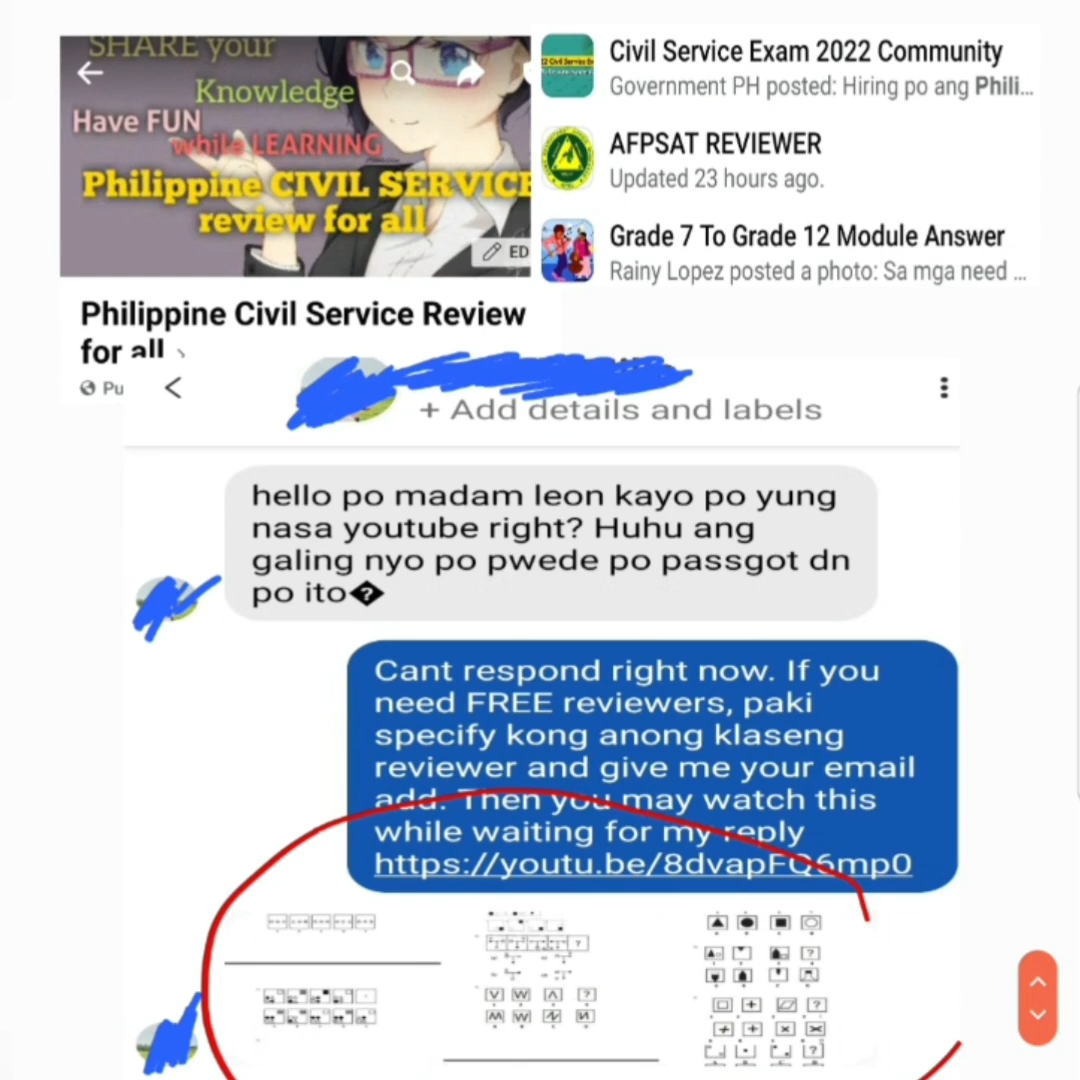 SHARE your
Knowledge
Have FUN
while LEARNING
Philippine CIVIL SERVICE
review for all
ED
Philippine Civil Service Review
for all
Pu
Civil Service Exam 2022 Community
Government PH posted: Hiring po ang Phili...
AFPSAT REVIEWER
Updated 23 hours ago.
Grade 7 To Grade 12 Module Answer
Rainy Lopez posted a photo: Sa mga need ...
+ Add details and labels
hello po madam leon kayo po yung
nasa youtube right? Huhu ang
galing nyo po pwede po passgot dn
po ito�
Cant respond right now. If you
need FREE reviewers, paki
specify kong anong klaseng
reviewer and give me your email
add. Then you may watch this
while waiting for my reply
https://youtu.be/8dvapFQ6mp0